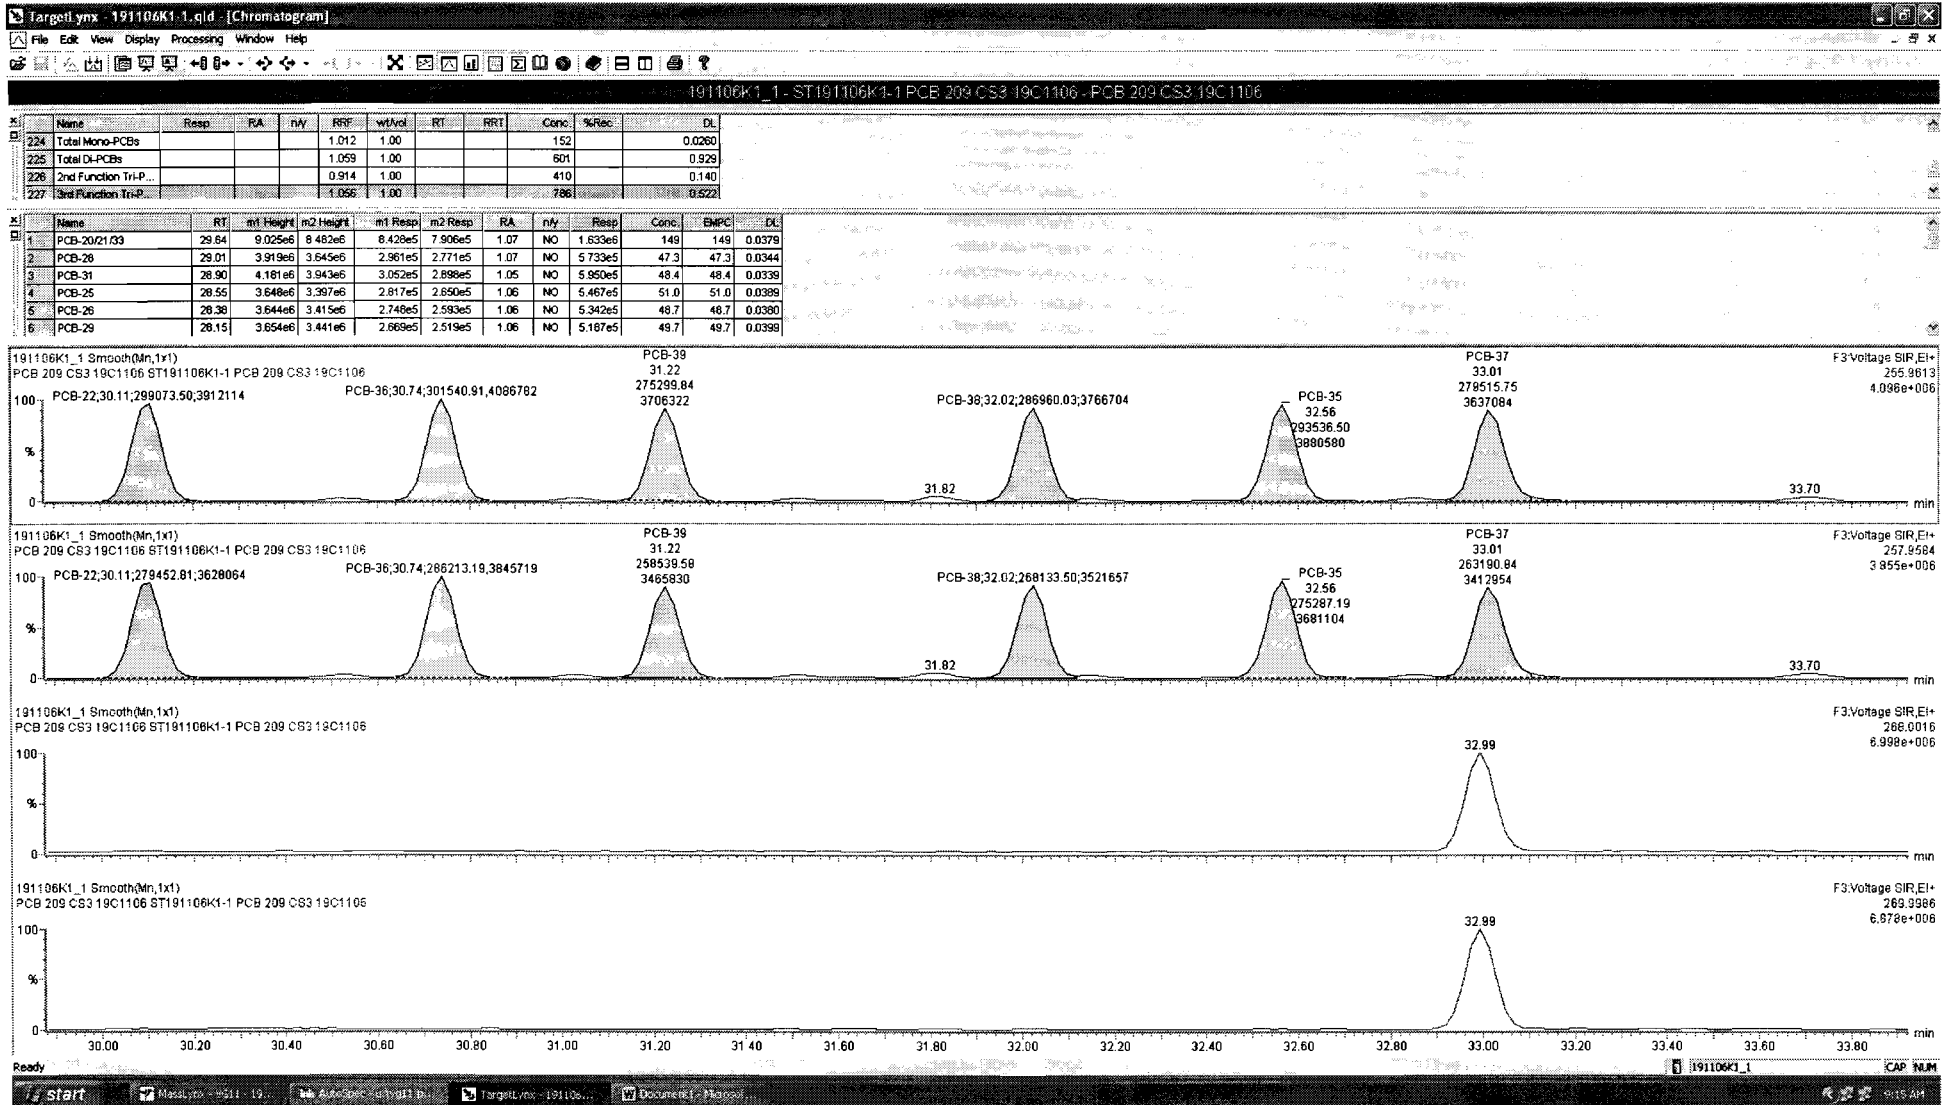 TargetLynx - 191106K1-1.qld - [Chromatogram]
File Edit View Display Processing Window Help
191106K1_1 - ST191106K1-1 PCB 209 CS3 19C1106 - PCB 209 CS3 19C1106
Name Resp RA n/y RRF wt/vol RT RRT Conc. %Rec DL
224 Total Mono-PCBs 1.012 1.00 152 0.0260
225 Total Di-PCBs 1.059 1.00 601 0.929
226 2nd Function Tri-P... 0.914 1.00 410 0.140
227 3rd Function Tri-P... 1.056 1.00 786 0.522
Name RT m1 Height m2 Height m1 Resp m2 Resp RA n/y Resp Conc. EMPC DL
1 PCB-20/21/33 29.64 9.025e6 8.482e6 8.428e5 7.906e5 1.07 NO 1.633e6 149 149 0.0379
2 PCB-28 29.01 3.919e6 3.645e6 2.961e5 2.771e5 1.07 NO 5.733e5 47.3 47.3 0.0344
3 PCB-31 28.90 4.181e6 3.943e6 3.052e5 2.898e5 1.05 NO 5.950e5 48.4 48.4 0.0339
4 PCB-25 28.55 3.648e6 3.397e6 2.817e5 2.650e5 1.06 NO 5.467e5 51.0 51.0 0.0389
5 PCB-26 28.38 3.644e6 3.415e6 2.748e5 2.593e5 1.06 NO 5.342e5 48.7 48.7 0.0380
6 PCB-29 28.15 3.654e6 3.441e6 2.669e5 2.519e5 1.06 NO 5.187e5 49.7 49.7 0.0399
191106K1_1 Smooth(Mn,1x1)
PCB 209 CS3 19C1106 ST191106K1-1 PCB 209 CS3 19C1106
F3:Voltage SIR,EI+
255.9613
4.096e+006
100
%
0
PCB-22;30.11;299073.50;3912114
PCB-36;30.74;301540.91;4086782
PCB-39
31.22
275299.84
3706322
31.82
PCB-38;32.02;286960.03;3766704
PCB-35
32.56
293536.50
3880580
PCB-37
33.01
279515.75
3637084
33.70
min
191106K1_1 Smooth(Mn,1x1)
PCB 209 CS3 19C1106 ST191106K1-1 PCB 209 CS3 19C1106
F3:Voltage SIR,EI+
257.9584
3.855e+006
100
%
0
PCB-22;30.11;279452.81;3628064
PCB-36;30.74;286213.19;3845719
PCB-39
31.22
258539.58
3465830
31.82
PCB-38;32.02;268133.50;3521657
PCB-35
32.56
275287.19
3681104
PCB-37
33.01
263190.84
3412954
33.70
min
191106K1_1 Smooth(Mn,1x1)
PCB 209 CS3 19C1106 ST191106K1-1 PCB 209 CS3 19C1106
F3:Voltage SIR,EI+
268.0016
6.998e+006
100
%
0
32.99
min
191106K1_1 Smooth(Mn,1x1)
PCB 209 CS3 19C1106 ST191106K1-1 PCB 209 CS3 19C1106
F3:Voltage SIR,EI+
269.9986
6.678e+006
100
%
0
32.99
min
30.00 30.20 30.40 30.60 30.80 31.00 31.20 31.40 31.60 31.80 32.00 32.20 32.40 32.60 32.80 33.00 33.20 33.40 33.60 33.80
Ready 191106K1_1 CAP NUM
start MassLynx TargetLynx - 191106... Document1 - Microsof... 9:15 AM